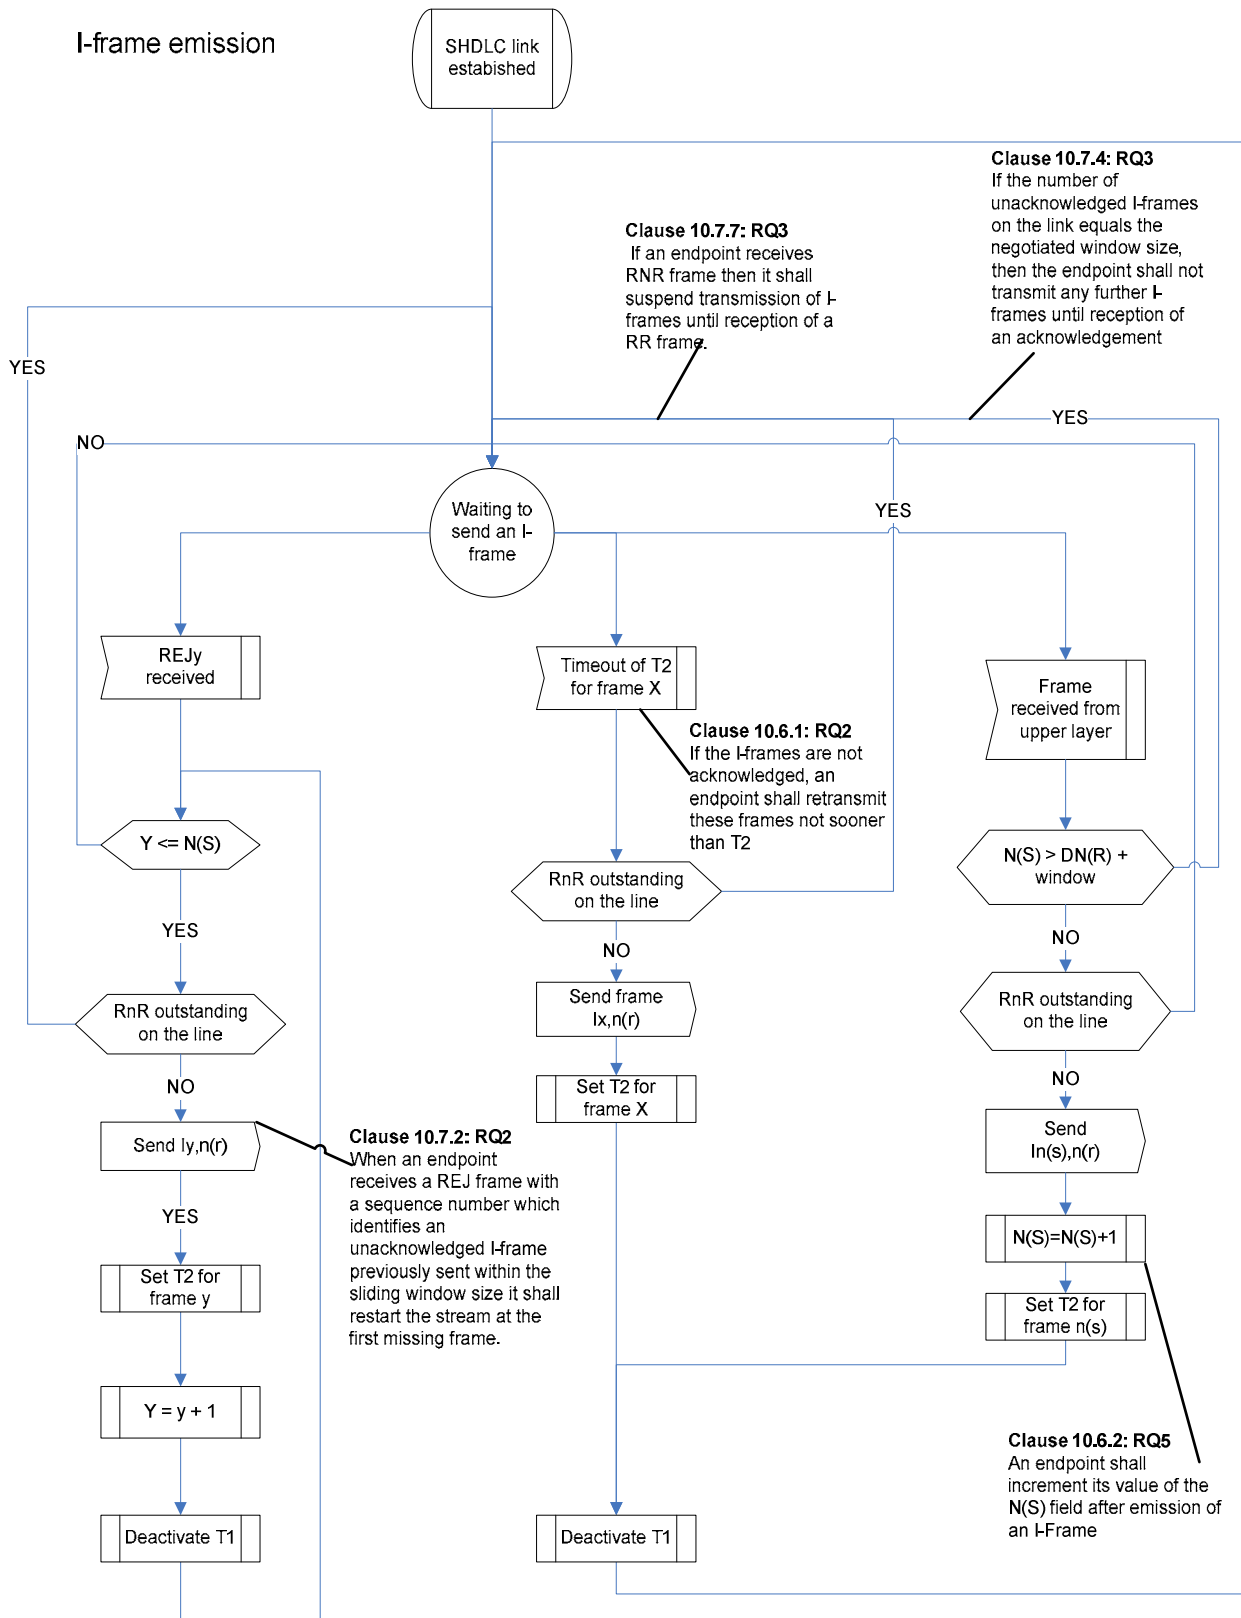 I-frame emission
SHDLC link
estabished
Clause 10.7.4: RQ3
If the number of
unacknowledged I-frames
on the link equals the
negotiated window size,
then the endpoint shall not
transmit any further I-
frames until reception of
an acknowledgement
Clause 10.7.7: RQ3
If an endpoint receives
RNR frame then it shall
suspend transmission of I-
frames until reception of a
RR frame.
YES
YES
NO
Waiting to
send an I-
frame
YES
REJy
received
Timeout of T2
for frame X
Frame
received from
upper layer
Clause 10.6.1: RQ2
If the I-frames are not
acknowledged, an
endpoint shall retransmit
these frames not sooner
than T2
Y <= N(S)
N(S) > DN(R) +
window
RnR outstanding
on the line
YES
NO
NO
RnR outstanding
on the line
Send frame
Ix,n(r)
RnR outstanding
on the line
NO
Set T2 for
frame X
NO
Send Iy,n(r)
Clause 10.7.2: RQ2
When an endpoint
receives a REJ frame with
a sequence number which
identifies an
unacknowledged I-frame
previously sent within the
sliding window size it shall
restart the stream at the
first missing frame.
Send
In(s),n(r)
YES
N(S)=N(S)+1
Set T2 for
frame y
Set T2 for
frame n(s)
Y = y + 1
Clause 10.6.2: RQ5
An endpoint shall
increment its value of the
N(S) field after emission of
an I-Frame
Deactivate T1
Deactivate T1